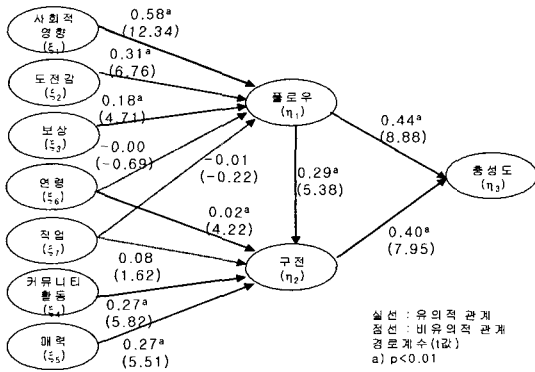 사회적
영향
(ξ₁)
도전감
(ξ₂)
보상
(ξ₃)
연령
(ξ₆)
직업
(ξ₇)
커뮤니티
활동
(ξ₄)
매력
(ξ₅)
0.58ᵃ
(12.34)
0.31ᵃ
(6.76)
0.18ᵃ
(4.71)
-0.00
(-0.69)
-0.01
(-0.22)
0.02ᵃ
(4.22)
0.08
(1.62)
0.27ᵃ
(5.82)
0.27ᵃ
(5.51)
플로우
(η₁)
0.29ᵃ
(5.38)
구전
(η₂)
0.44ᵃ
(8.88)
0.40ᵃ
(7.95)
충성도
(η₃)
실선 : 유의적 관계
점선 : 비유의적 관계
경로계수(t값)
a) p<0.01